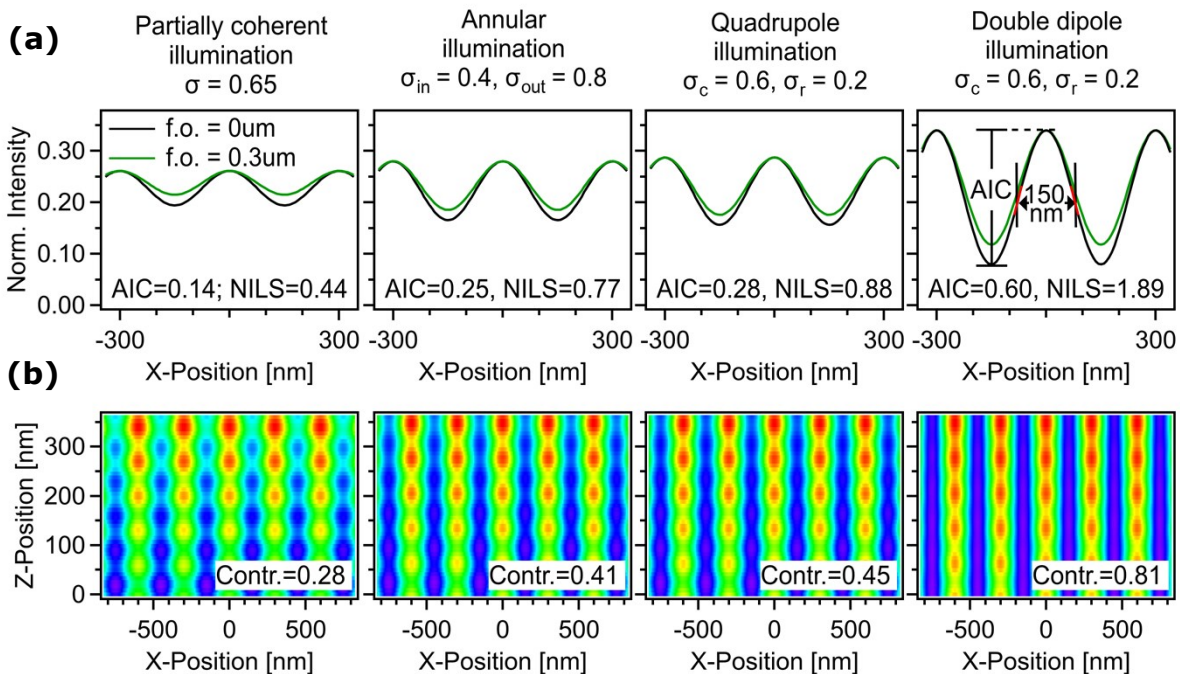 (a)
Partially coherent
illumination
σ = 0.65
Annular
illumination
σin = 0.4, σout = 0.8
Quadrupole
illumination
σc = 0.6, σr = 0.2
Double dipole
illumination
σc = 0.6, σr = 0.2
Norm. Intensity
0.30
0.20
0.10
0.00
f.o. = 0um
f.o. = 0.3um
AIC=0.14; NILS=0.44
AIC=0.25, NILS=0.77
AIC=0.28, NILS=0.88
AIC
150
nm
AIC=0.60, NILS=1.89
-300 300
-300 300
-300 300
-300 300
X-Position [nm]
X-Position [nm]
X-Position [nm]
X-Position [nm]
(b)
Z-Position [nm]
300
200
100
0
Contr.=0.28
Contr.=0.41
Contr.=0.45
Contr.=0.81
-500 0 500
-500 0 500
-500 0 500
-500 0 500
X-Position [nm]
X-Position [nm]
X-Position [nm]
X-Position [nm]